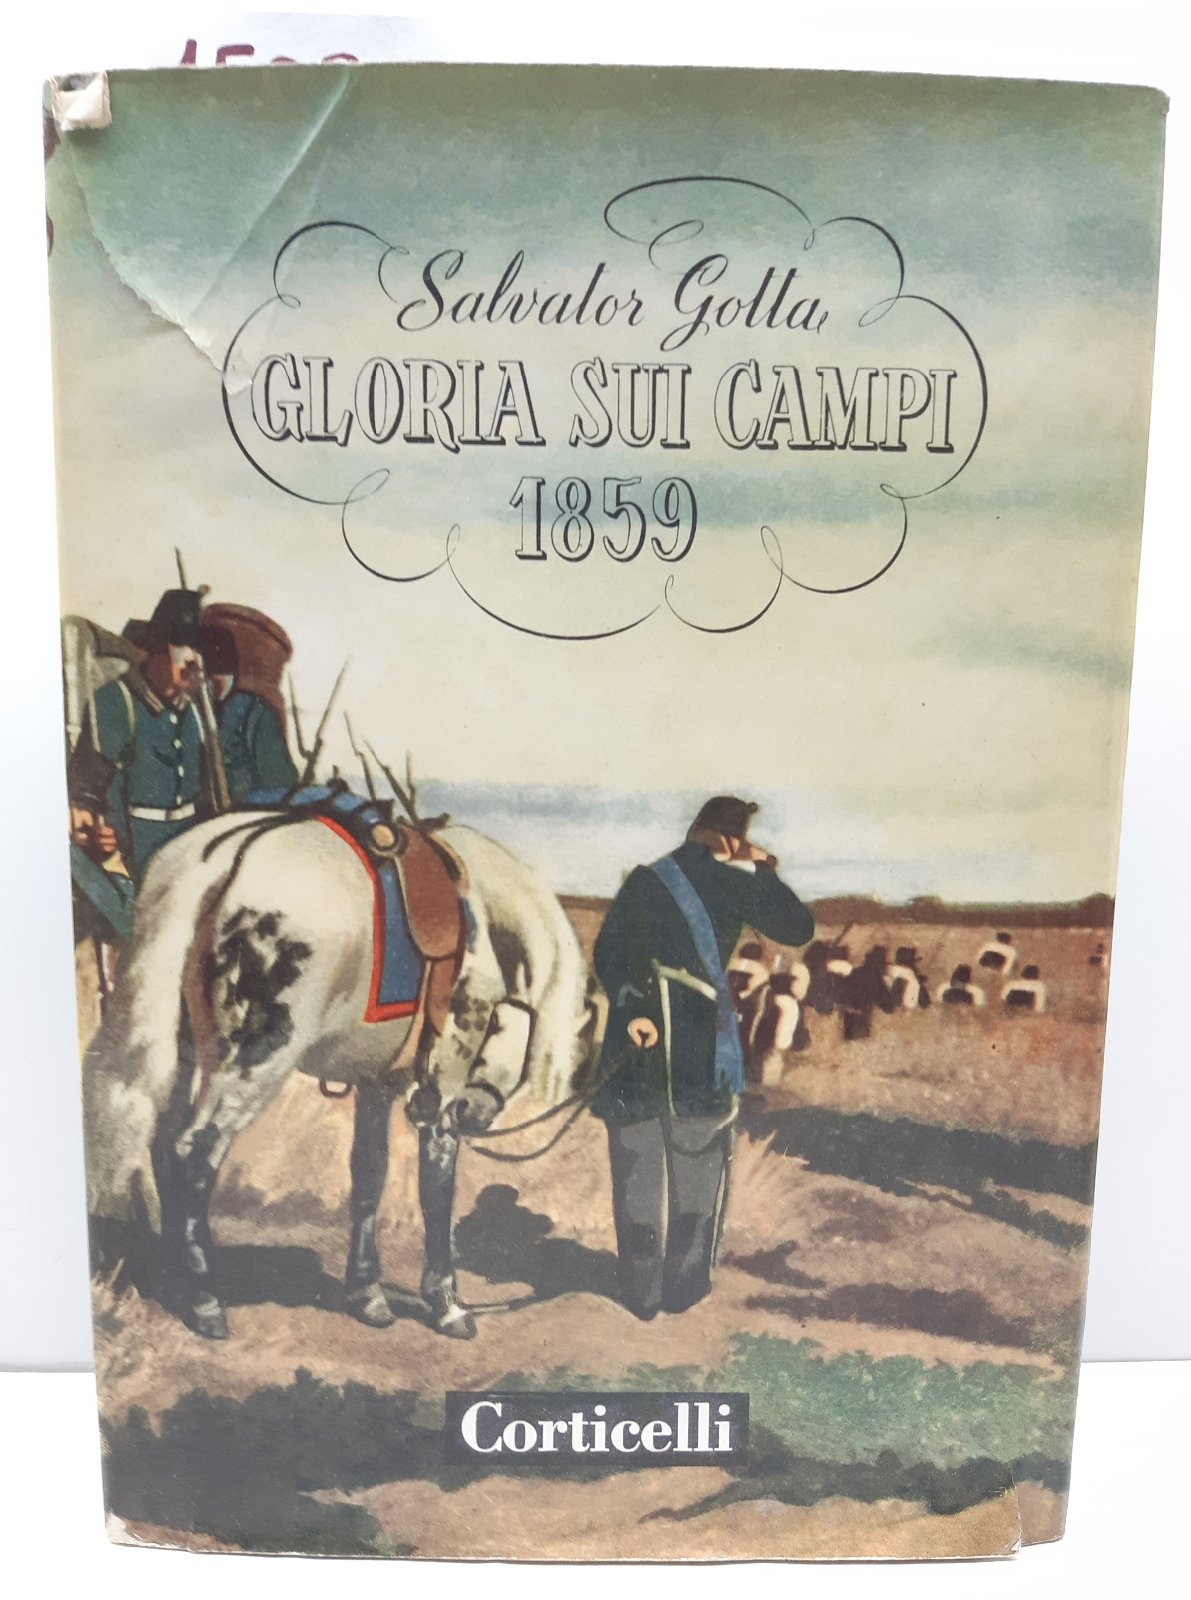 Salvator Gotta
GLORIA SUI CAMPI
1859
Corticelli